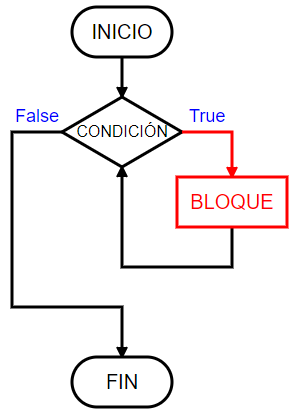 INICIO
False
True
CONDICIÓN
BLOQUE
FIN